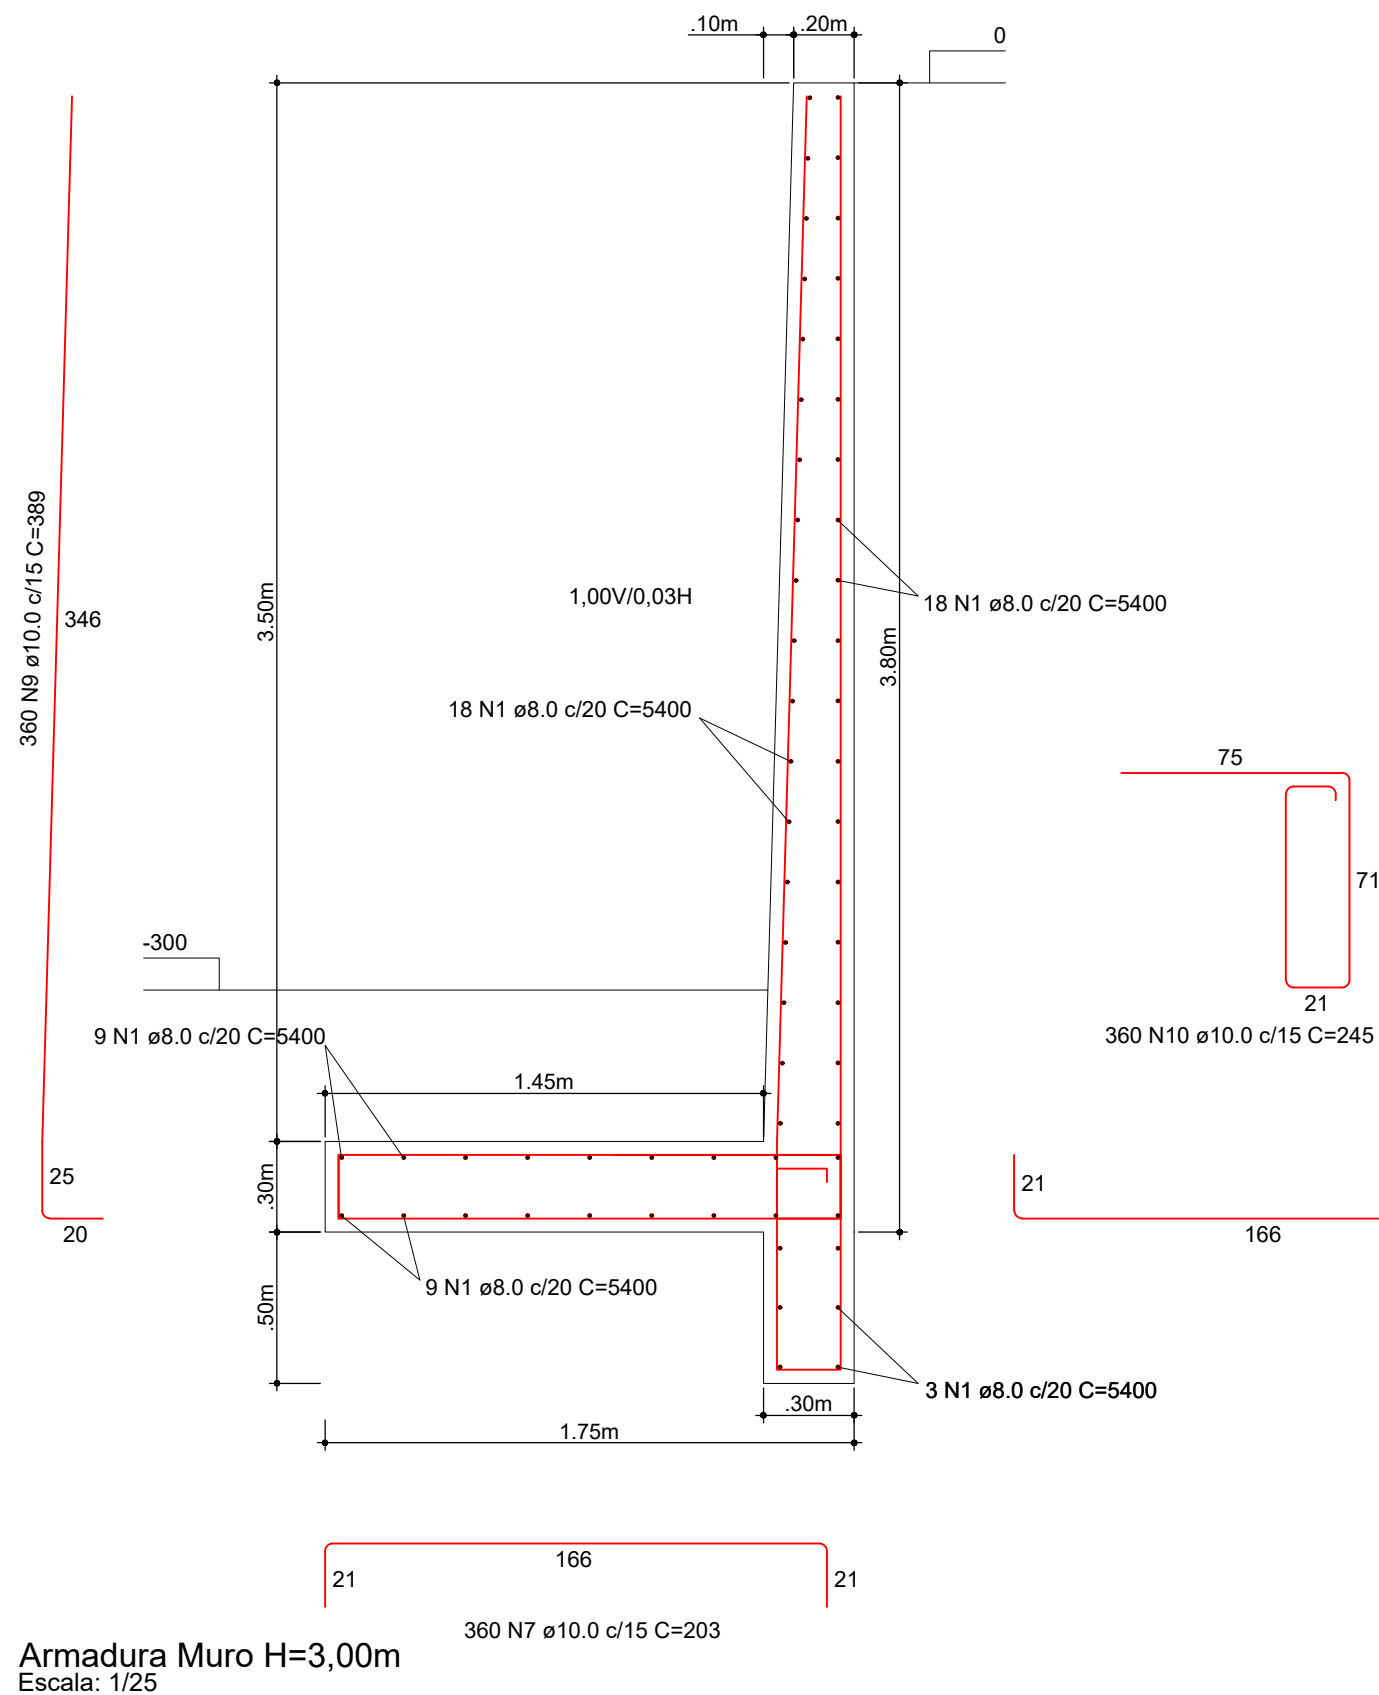 .10m
.20m
0
360 N9 ø10.0 c/15 C=389
346
3.50m
1,00V/0,03H
18 N1 ø8.0 c/20 C=5400
3.80m
18 N1 ø8.0 c/20 C=5400
75
71
21
360 N10 ø10.0 c/15 C=245
-300
9 N1 ø8.0 c/20 C=5400
1.45m
25
20
.30m
21
166
.50m
9 N1 ø8.0 c/20 C=5400
3 N1 ø8.0 c/20 C=5400
.30m
1.75m
166
21
21
360 N7 ø10.0 c/15 C=203
Armadura Muro H=3,00m
Escala: 1/25